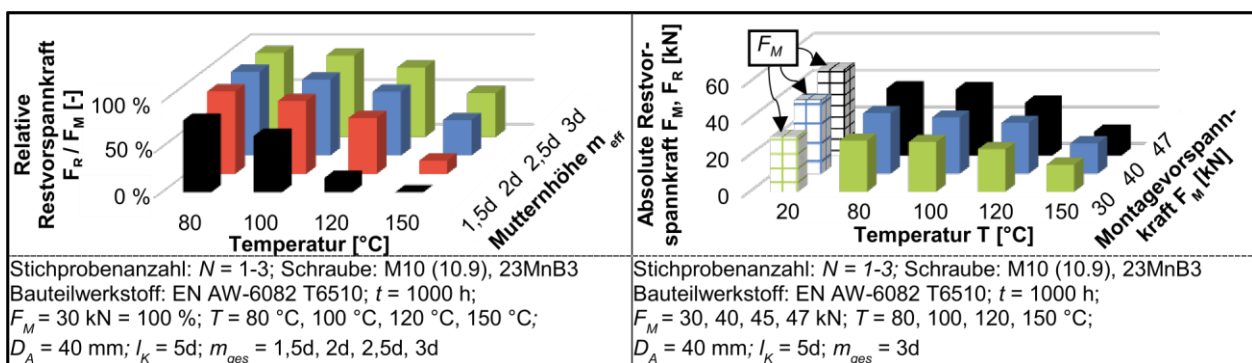 Relative
Restvorspannkraft
F_R / F_M [-]
100 %
50 %
0 %
80
100
120
150
Temperatur [°C]
1,5d 2d 2,5d 3d
Mutternhöhe m_eff
Absolute Restvor-
spannkraft F_M, F_R [kN]
F_M
60
40
20
0
20
80
100
120
150
Temperatur T [°C]
30 40 47
Montagevorspann-
kraft F_M [kN]
Stichprobenanzahl: N = 1-3; Schraube: M10 (10.9), 23MnB3
Bauteilwerkstoff: EN AW-6082 T6510; t = 1000 h;
F_M = 30 kN = 100 %; T = 80 °C, 100 °C, 120 °C, 150 °C;
D_A = 40 mm; l_K = 5d; m_ges = 1,5d, 2d, 2,5d, 3d
Stichprobenanzahl: N = 1-3; Schraube: M10 (10.9), 23MnB3
Bauteilwerkstoff: EN AW-6082 T6510; t = 1000 h;
F_M = 30, 40, 45, 47 kN; T = 80, 100, 120, 150 °C;
D_A = 40 mm; l_K = 5d; m_ges = 3d